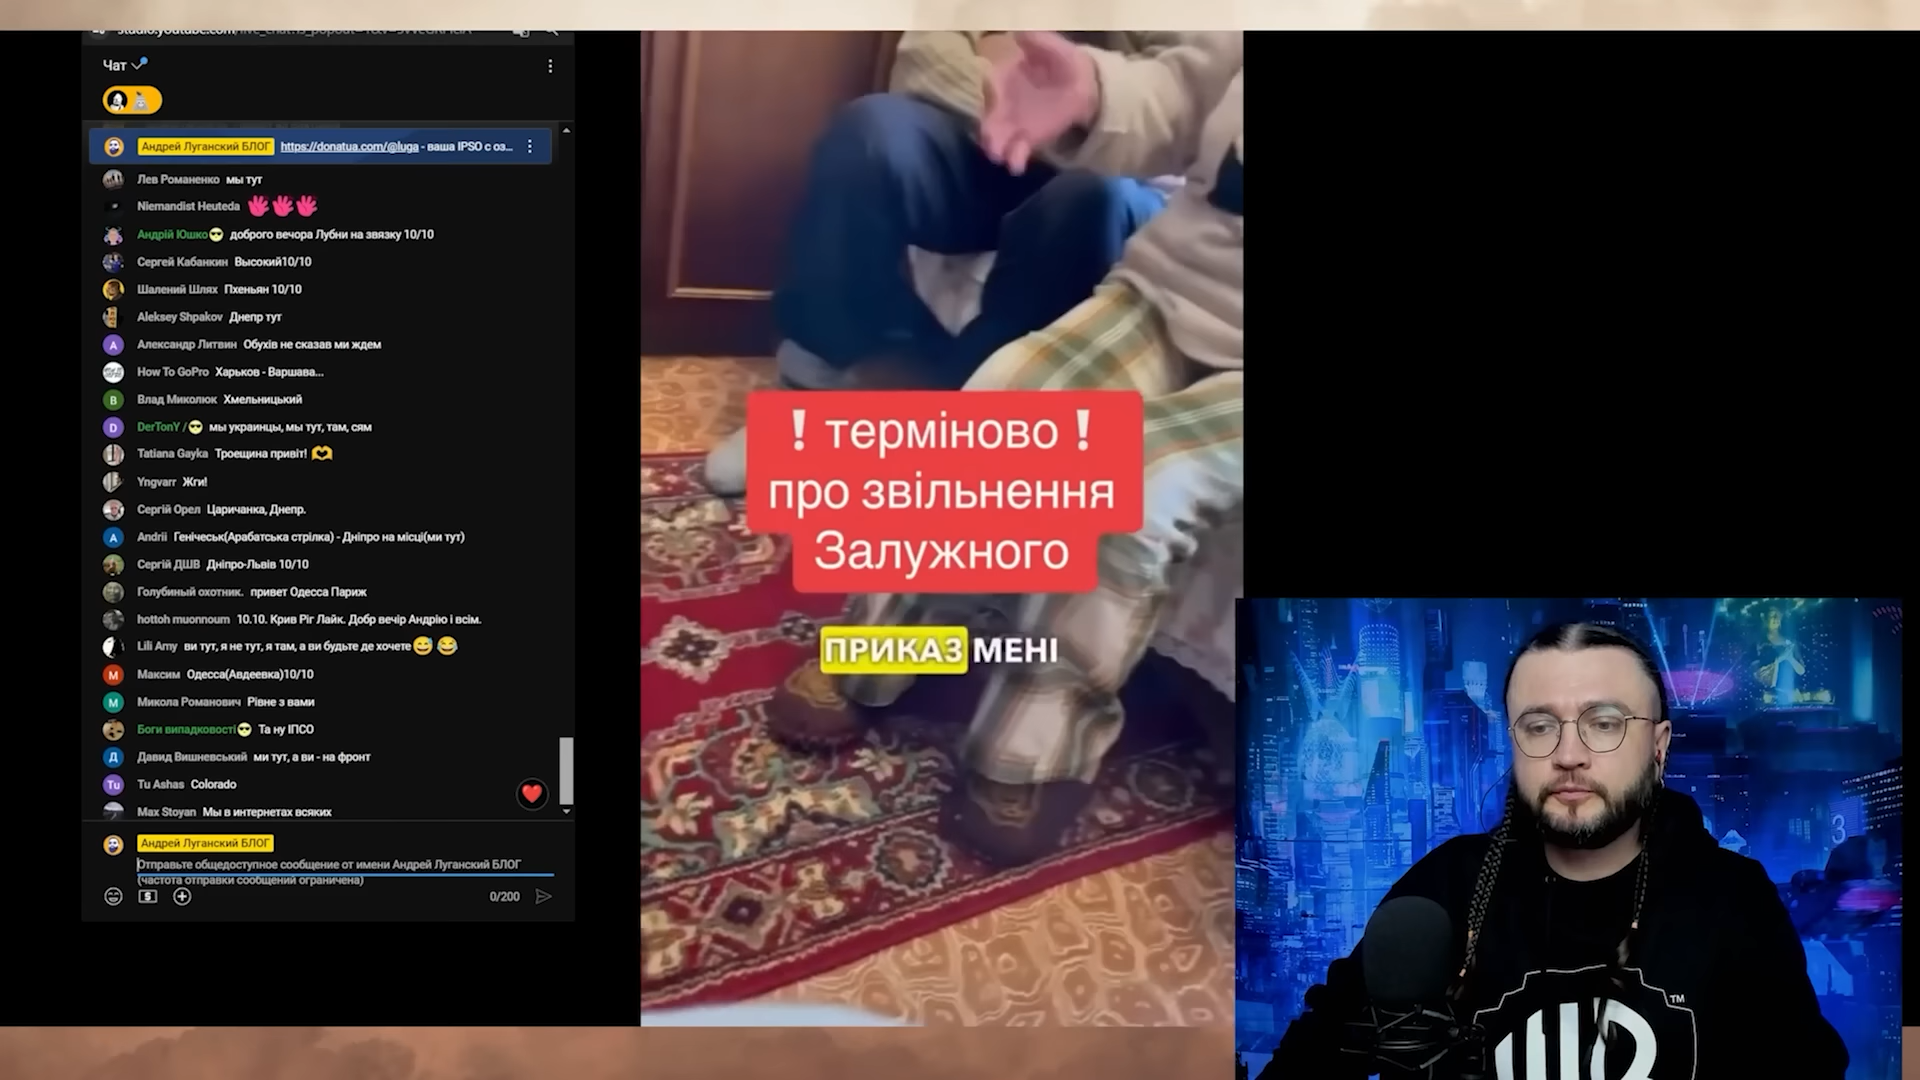 Чат
Андрей Луганский БЛОГ https://donatua.com/@luga - ваша IPSO с оз...
Лев Романенко мы тут
Niemandist Heuteda
Андрій Юшко доброго вечора Лубни на звязку 10/10
Сергей Кабанкин Высокий10/10
Шалений Шлях Пхеньян 10/10
Aleksey Shpakov Днепр тут
Александр Литвин Обухів не сказав ми ждем
How To GoPro Харьков - Варшава...
Влад Миколюк Хмельницький
DerTonY / мы украинцы, мы тут, там, сям
Tatiana Gayka Троещина привіт!
Yngvarr Жги!
Сергій Орел Царичанка, Днепр.
Andrii Генічеськ(Арабатська стрілка) - Дніпро на місці(ми тут)
Сергій ДШВ Дніпро-Львів 10/10
Голубиный охотник. привет Одесса Париж
hottoh muonnoum 10.10. Крив Ріг Лайк. Добр вечір Андрію і всім.
Lili Amy ви тут, я не тут, я там, а ви будьте де хочете
Максим Одесса(Авдеевка)10/10
Микола Романович Рівне з вами
Боги випадковості Та ну ІПСО
Давид Вишневський ми тут, а ви - на фронт
Tu Ashas Colorado
Max Stoyan Мы в интернетах всяких
Андрей Луганский БЛОГ
Отправьте общедоступное сообщение от имени Андрей Луганский БЛОГ
(частота отправки сообщений ограничена)
0/200
❗термiново❗
про звільнення
Залужного
ПРИКАЗ МЕНІ
TM